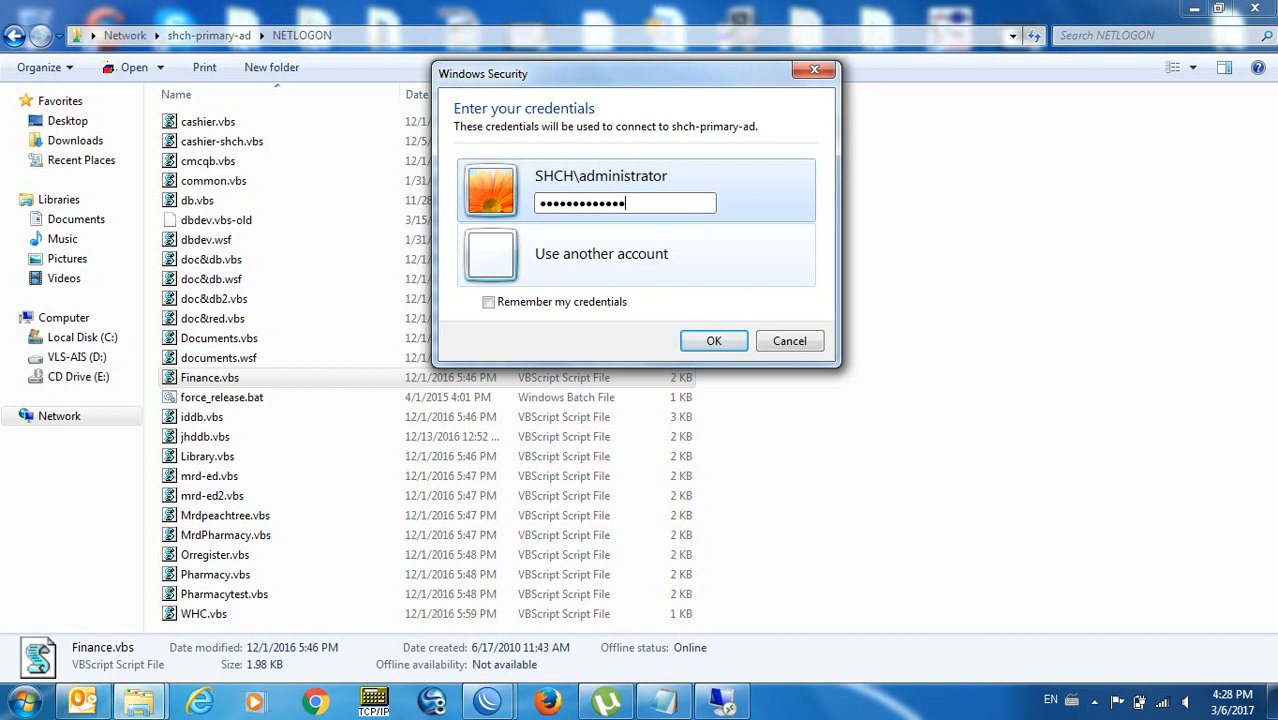 Network ▸ shch-primary-ad ▸ NETLOGON
Search NETLOGON
Organize Open Print New folder
Favorites
Desktop
Downloads
Recent Places
Libraries
Documents
Music
Pictures
Videos
Computer
Local Disk (C:)
VLS-AIS (D:)
CD Drive (E:)
Network
Name Date
cashier.vbs 12/1
cashier-shch.vbs 12/5
cmcqb.vbs 12/1
common.vbs 1/31
db.vbs 11/28
dbdev.vbs-old 3/15
dbdev.wsf 1/31
doc&db.vbs 12/1
doc&db.wsf 12/1
doc&db2.vbs 12/1
doc&red.vbs 12/1
Documents.vbs 12/1
documents.wsf 12/1
Finance.vbs 12/1/2016 5:46 PM VBScript Script File 2 KB
force_release.bat 4/1/2015 4:01 PM Windows Batch File 1 KB
iddb.vbs 12/1/2016 5:46 PM VBScript Script File 3 KB
jhddb.vbs 12/13/2016 12:52 ... VBScript Script File 2 KB
Library.vbs 12/1/2016 5:46 PM VBScript Script File 2 KB
mrd-ed.vbs 12/1/2016 5:47 PM VBScript Script File 2 KB
mrd-ed2.vbs 12/1/2016 5:47 PM VBScript Script File 2 KB
Mrdpeachtree.vbs 12/1/2016 5:47 PM VBScript Script File 2 KB
MrdPharmacy.vbs 12/1/2016 5:47 PM VBScript Script File 2 KB
Orregister.vbs 12/1/2016 5:48 PM VBScript Script File 2 KB
Pharmacy.vbs 12/1/2016 5:48 PM VBScript Script File 2 KB
Pharmacytest.vbs 12/1/2016 5:48 PM VBScript Script File 2 KB
WHC.vbs 12/1/2016 5:59 PM VBScript Script File 1 KB
Windows Security
Enter your credentials
These credentials will be used to connect to shch-primary-ad.
SHCH\administrator
•••••••••••••
Use another account
Remember my credentials
OK Cancel
Finance.vbs Date modified: 12/1/2016 5:46 PM Date created: 6/17/2010 11:43 AM Offline status: Online
VBScript Script File Size: 1.98 KB Offline availability: Not available
TCP/IP
EN
4:28 PM
3/6/2017